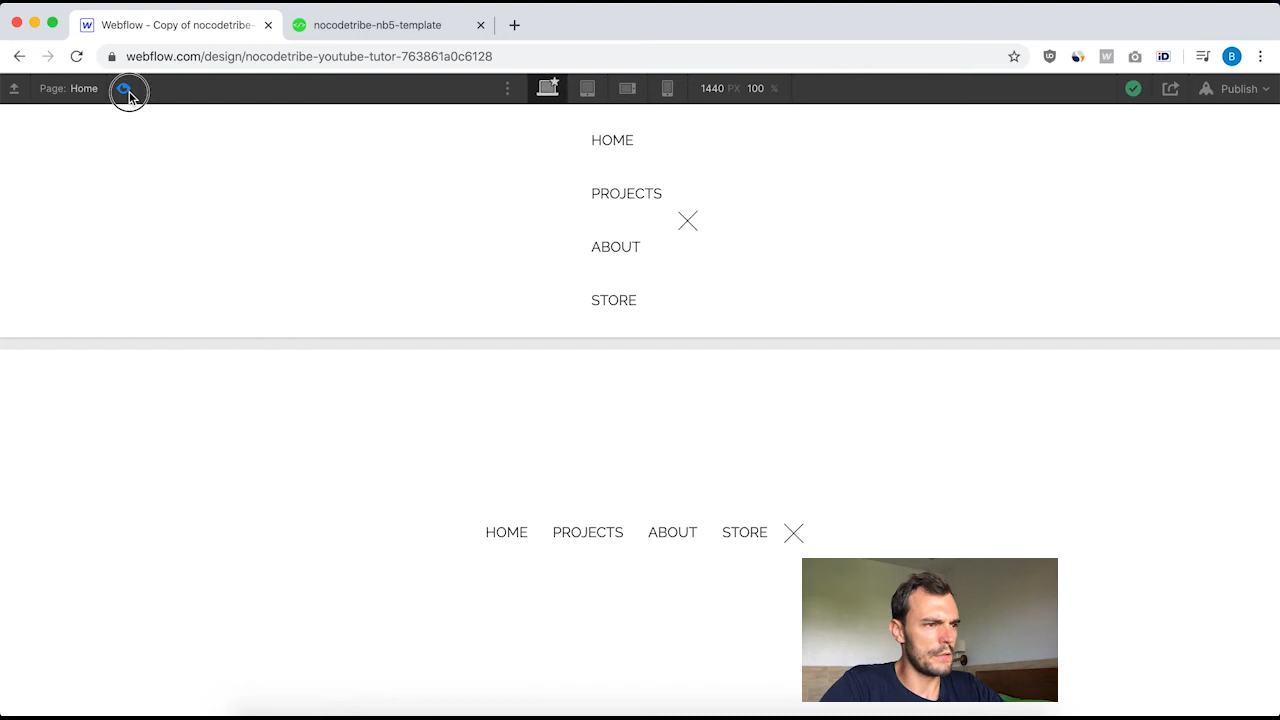 Webflow - Copy of nocodetribe-
nocodetribe-nb5-template
webflow.com/design/nocodetribe-youtube-tutor-763861a0c6128
W
iD
B
Page: Home
1440 PX 100 %
Publish
HOME
PROJECTS
ABOUT
STORE
HOME PROJECTS ABOUT STORE